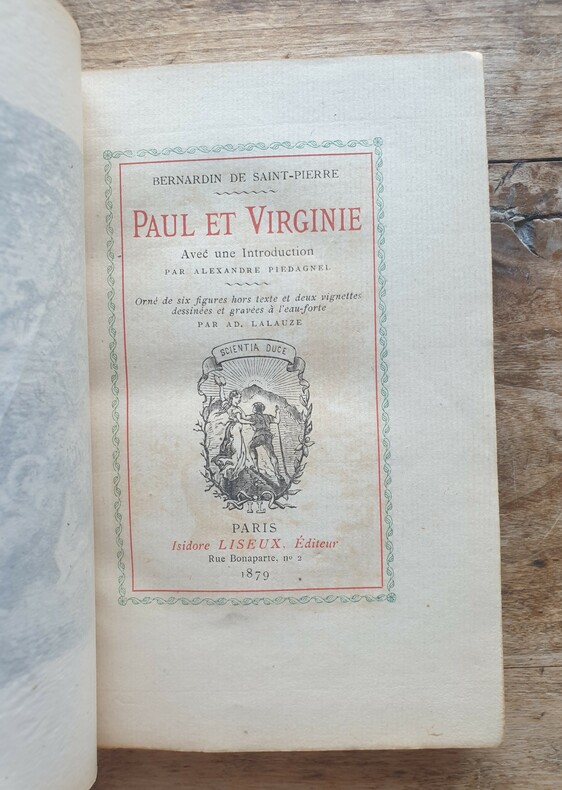 BERNARDIN DE SAINT-PIERRE
PAUL ET VIRGINIE
Avec une Introduction
PAR ALEXANDRE PIEDAGNEL
Orné de six figures hors texte et deux vignettes
dessinées et gravées à l'eau-forte
PAR AD. LALAUZE
SCIENTIA DUCE
IL
PARIS
Isidore LISEUX, Éditeur
Rue Bonaparte, nº 2
1879